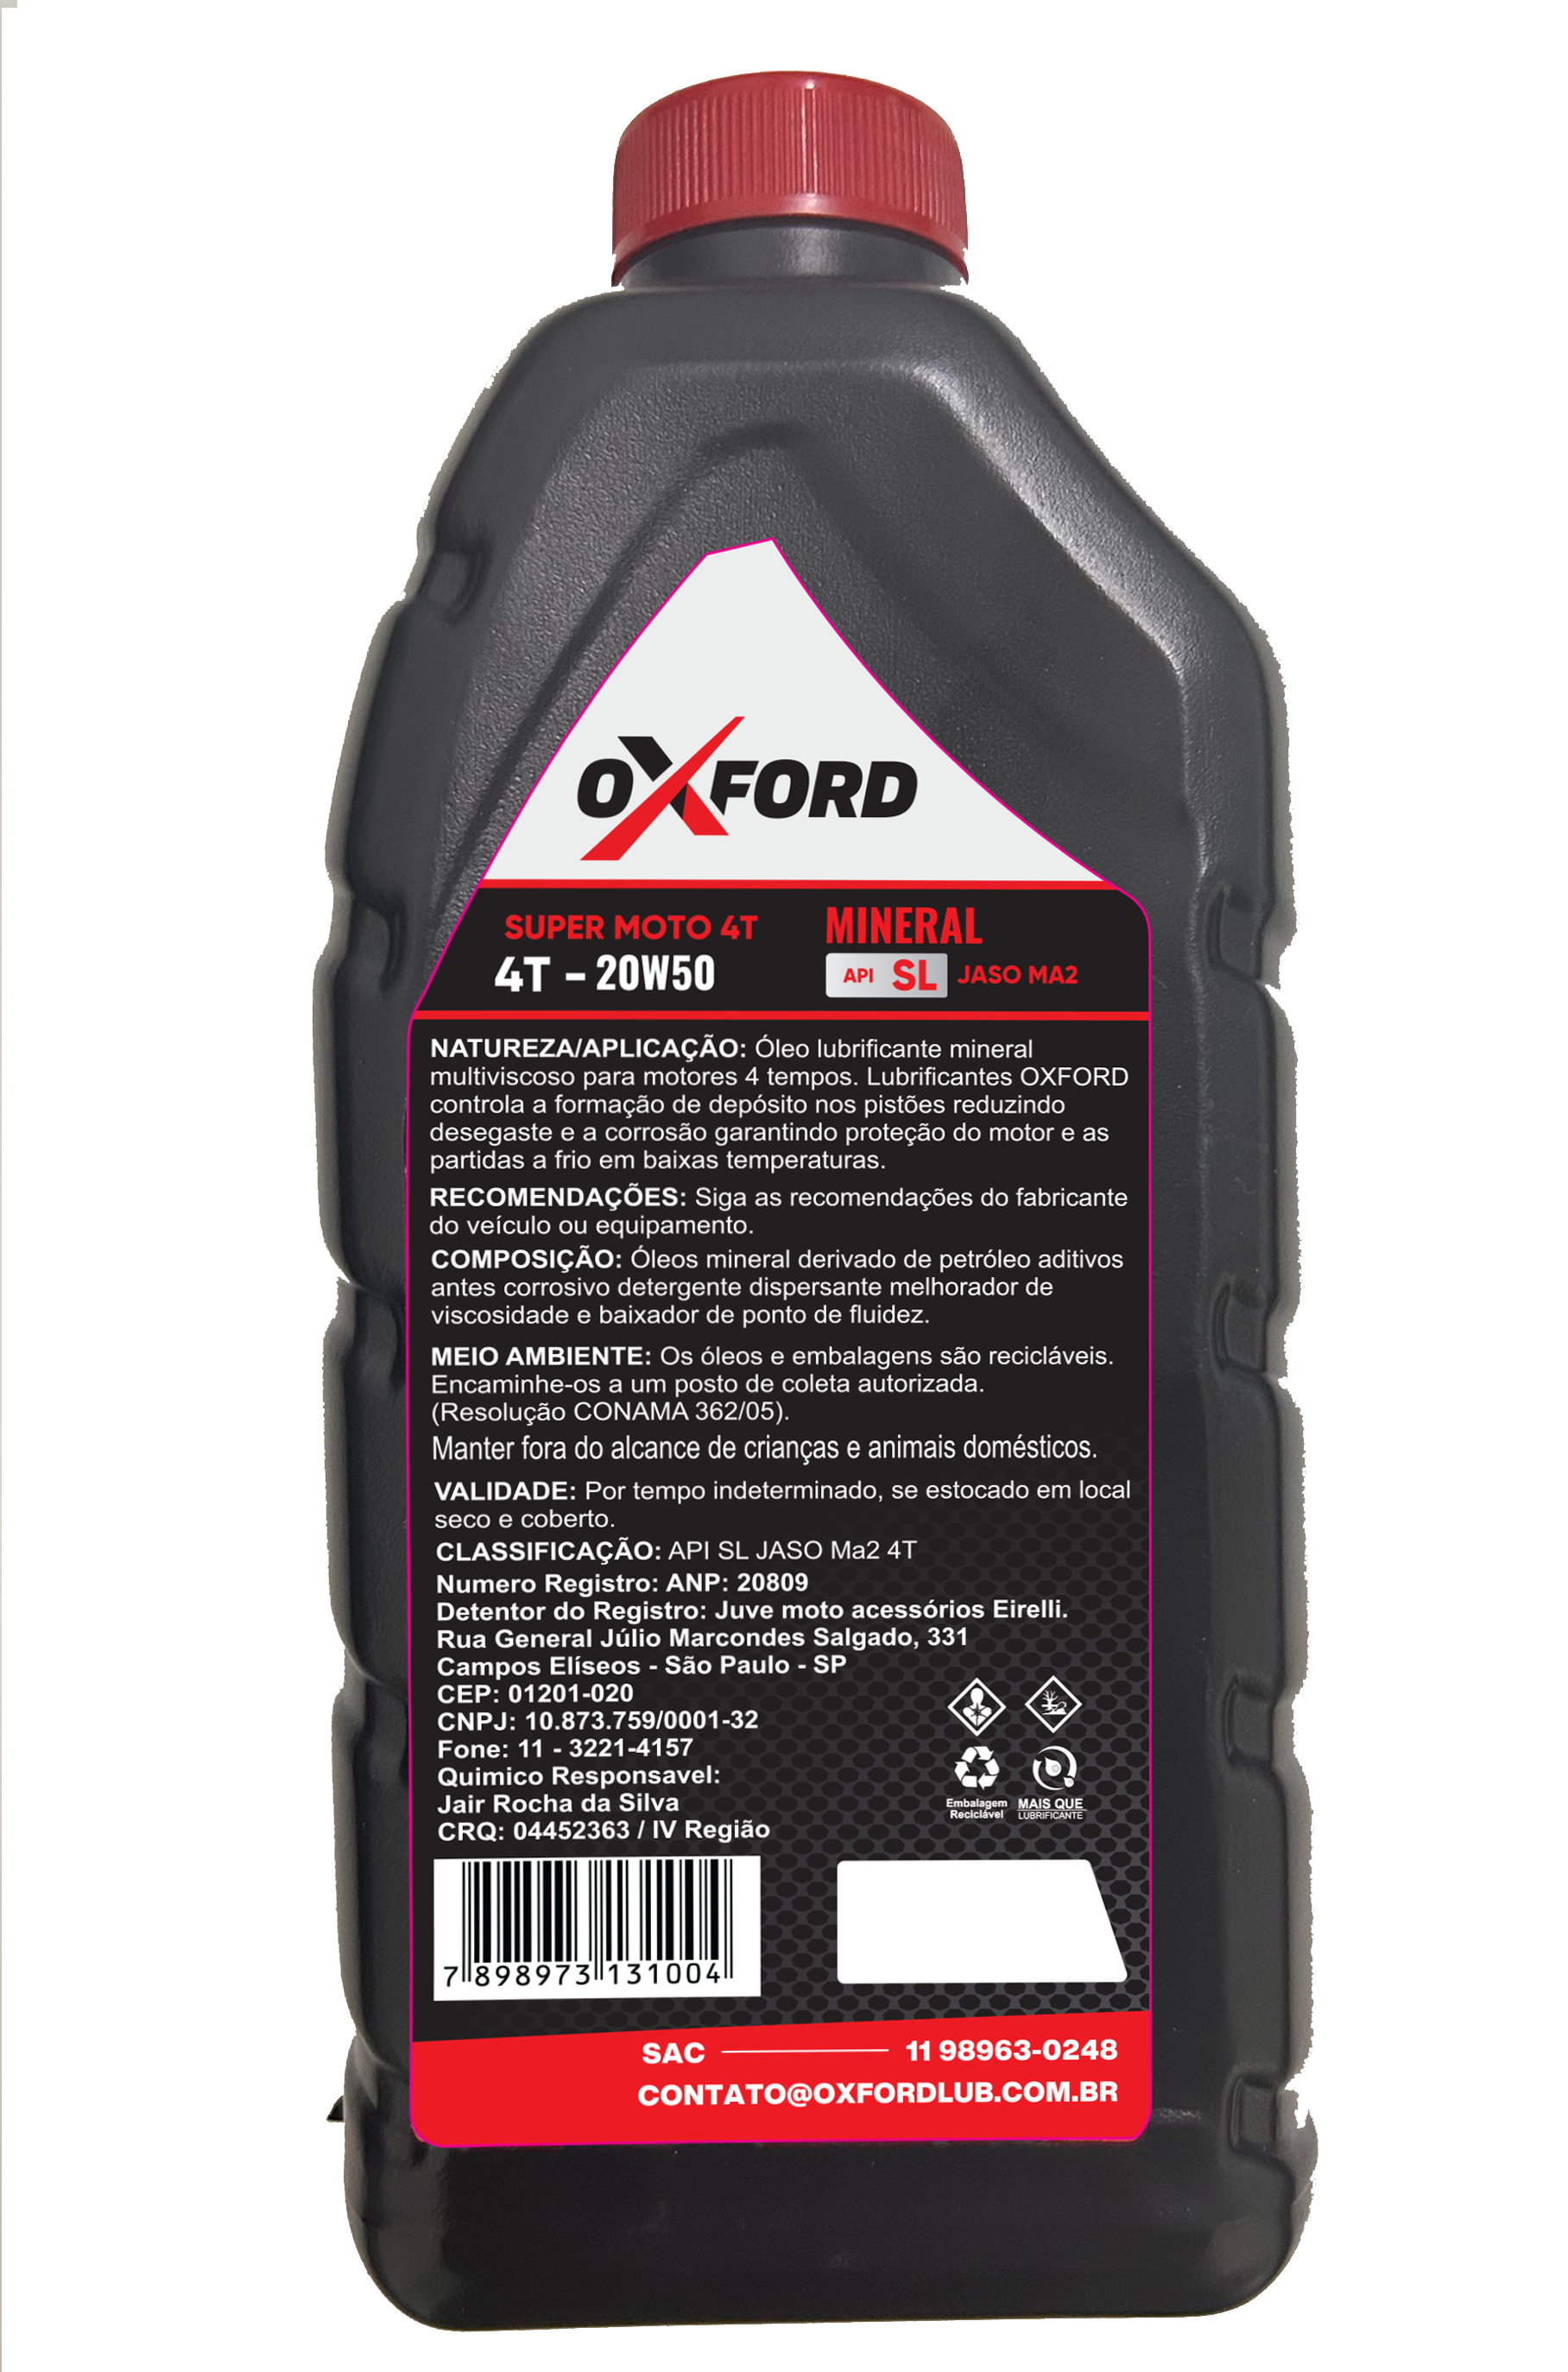 OXFORD
SUPER MOTO 4T
4T - 20W50
MINERAL
API SL JASO MA2
NATUREZA/APLICAÇÃO: Óleo lubrificante mineral
multiviscoso para motores 4 tempos. Lubrificantes OXFORD
controla a formação de depósito nos pistões reduzindo
desegaste e a corrosão garantindo proteção do motor e as
partidas a frio em baixas temperaturas.
RECOMENDAÇÕES: Siga as recomendações do fabricante
do veículo ou equipamento.
COMPOSIÇÃO: Óleos mineral derivado de petróleo aditivos
antes corrosivo detergente dispersante melhorador de
viscosidade e baixador de ponto de fluidez.
MEIO AMBIENTE: Os óleos e embalagens são recicláveis.
Encaminhe-os a um posto de coleta autorizada.
(Resolução CONAMA 362/05).
Manter fora do alcance de crianças e animais domésticos.
VALIDADE: Por tempo indeterminado, se estocado em local
seco e coberto.
CLASSIFICAÇÃO: API SL JASO Ma2 4T
Numero Registro: ANP: 20809
Detentor do Registro: Juve moto acessórios Eirelli.
Rua General Júlio Marcondes Salgado, 331
Campos Elíseos - São Paulo - SP
CEP: 01201-020
CNPJ: 10.873.759/0001-32
Fone: 11 - 3221-4157
Quimico Responsavel:
Jair Rocha da Silva
CRQ: 04452363 / IV Região
Embalagem
Reciclável
MAIS QUE
LUBRIFICANTE
7 898973 131004
SAC 11 98963-0248
CONTATO@OXFORDLUB.COM.BR